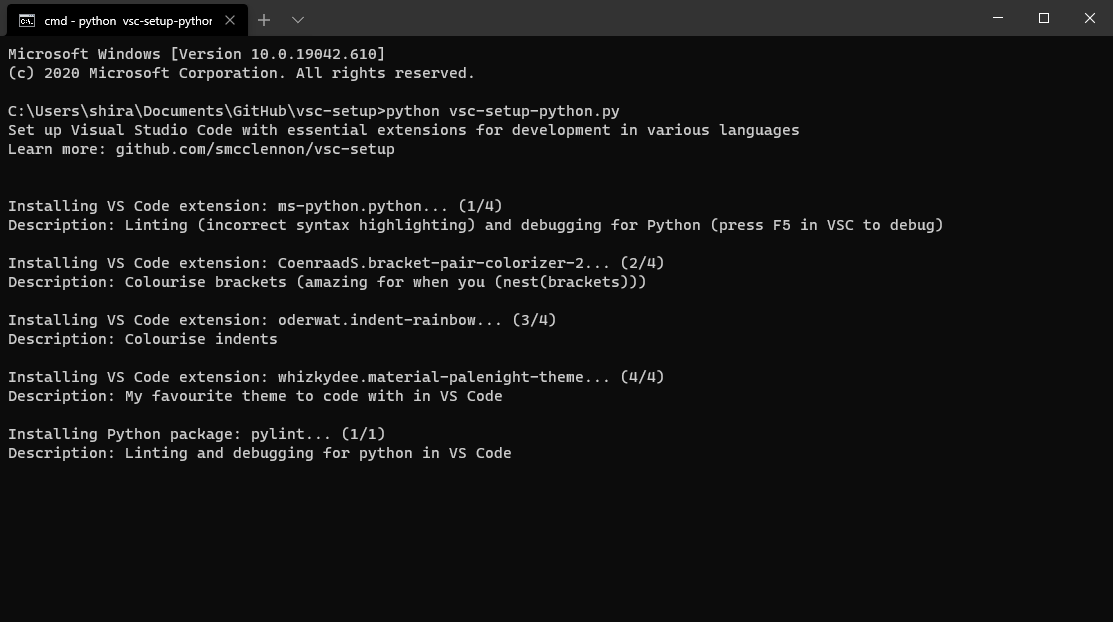 cmd - python vsc-setup-python
Microsoft Windows [Version 10.0.19042.610]
(c) 2020 Microsoft Corporation. All rights reserved.
C:\Users\shira\Documents\GitHub\vsc-setup>python vsc-setup-python.py
Set up Visual Studio Code with essential extensions for development in various languages
Learn more: github.com/smcclennon/vsc-setup
Installing VS Code extension: ms-python.python... (1/4)
Description: Linting (incorrect syntax highlighting) and debugging for Python (press F5 in VSC to debug)
Installing VS Code extension: CoenraadS.bracket-pair-colorizer-2... (2/4)
Description: Colourise brackets (amazing for when you (nest(brackets)))
Installing VS Code extension: oderwat.indent-rainbow... (3/4)
Description: Colourise indents
Installing VS Code extension: whizkydee.material-palenight-theme... (4/4)
Description: My favourite theme to code with in VS Code
Installing Python package: pylint... (1/1)
Description: Linting and debugging for python in VS Code